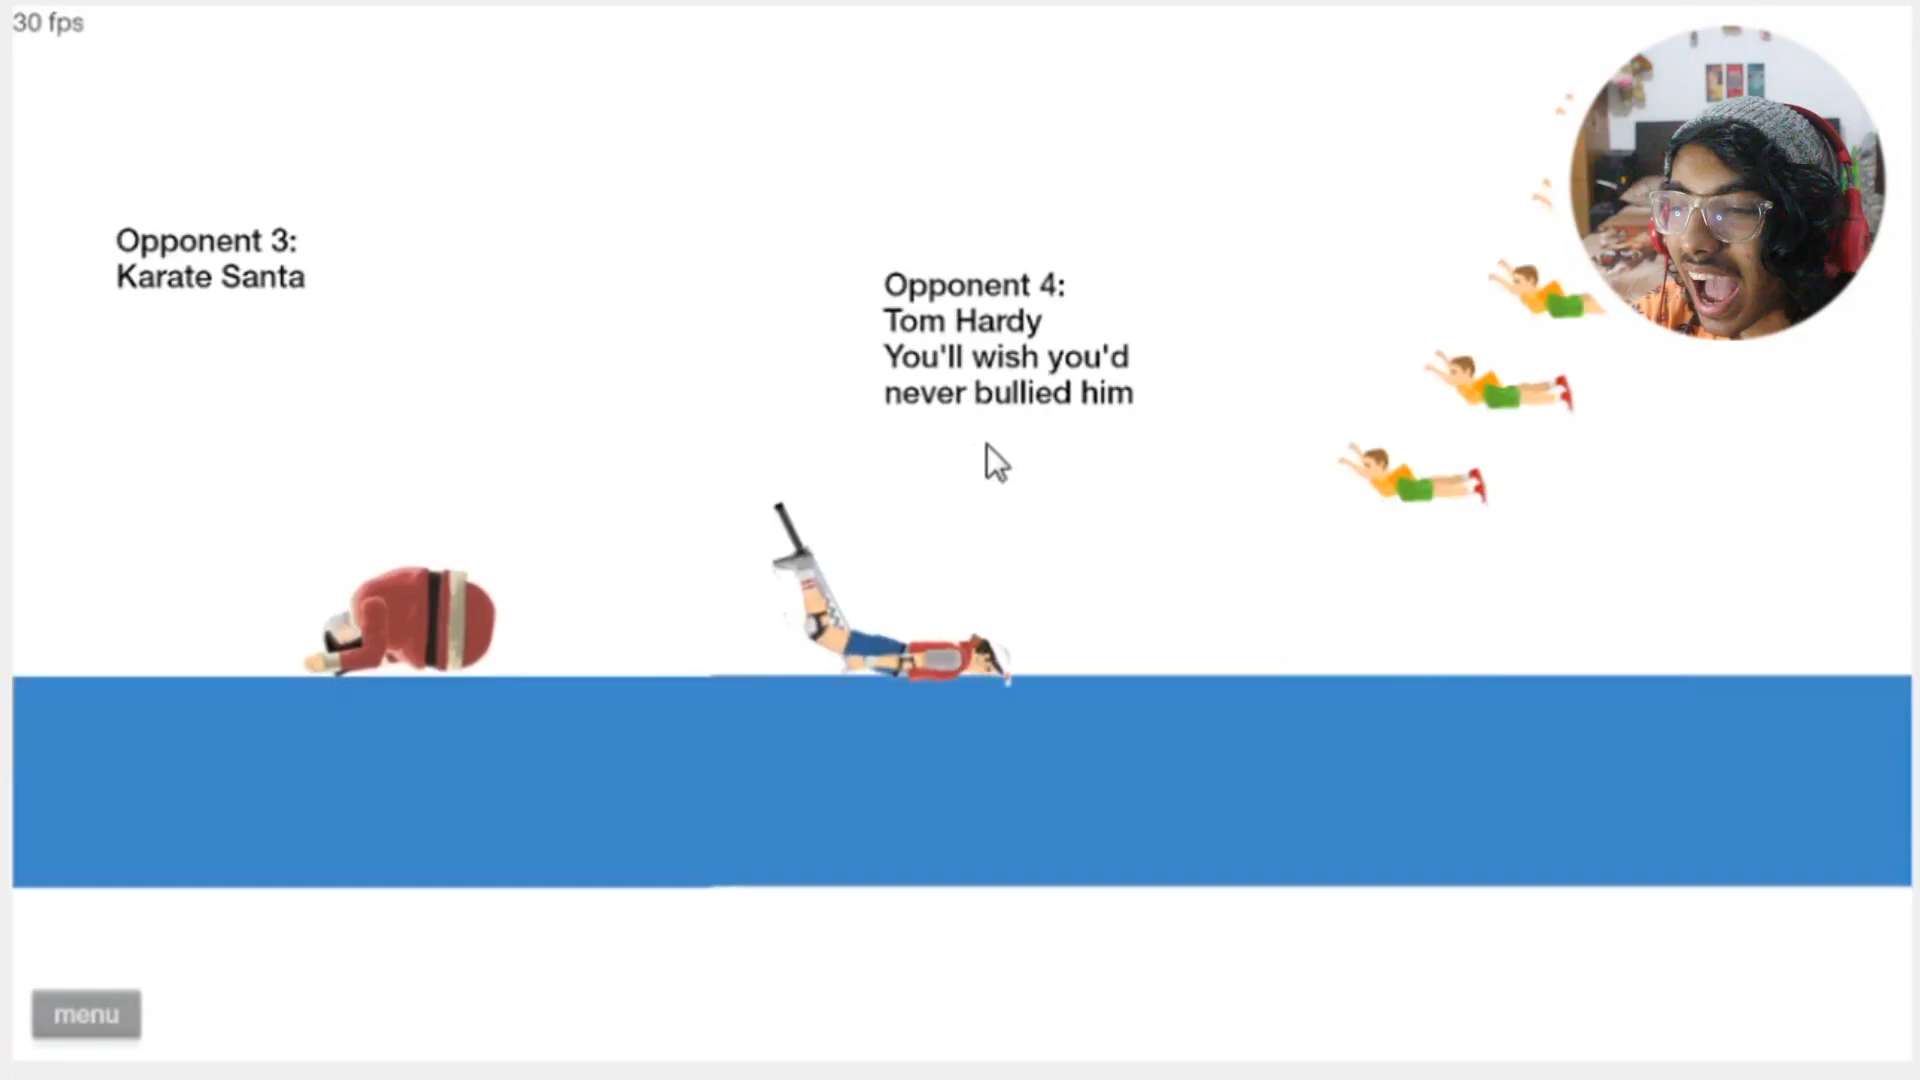 30 fps
Opponent 3:
Karate Santa
Opponent 4:
Tom Hardy
You'll wish you'd
never bullied him
menu